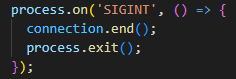 process.on('SIGINT', () => {
  connection.end();
  process.exit();
});